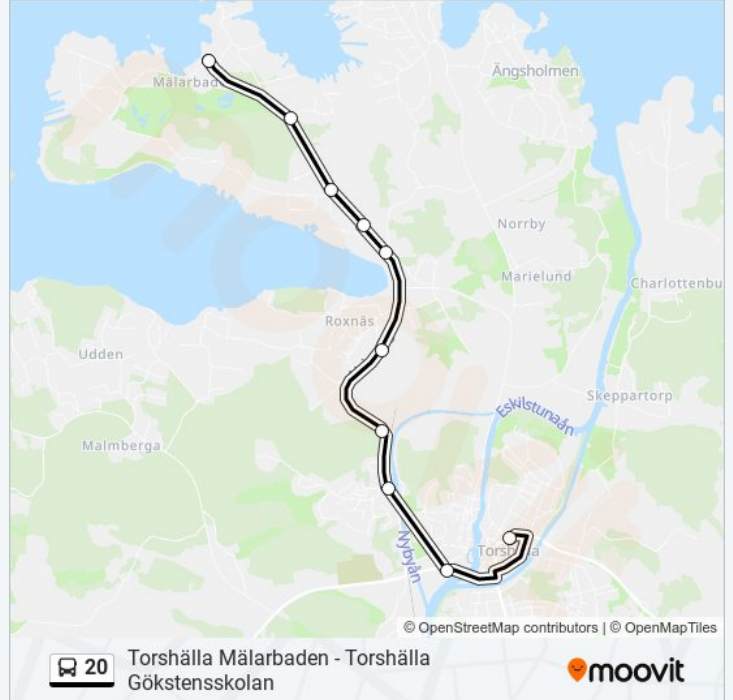 Ängsholmen
Mälarbad
Norrby
Marielund
Charlottenbu
Roxnäs
Udden
Skeppartorp
Eskilstunaån
Malmberga
Nybyån
Torshälla
© OpenStreetMap contributors | © OpenMapTiles
20
Torshälla Mälarbaden - Torshälla
Gökstensskolan
moovit